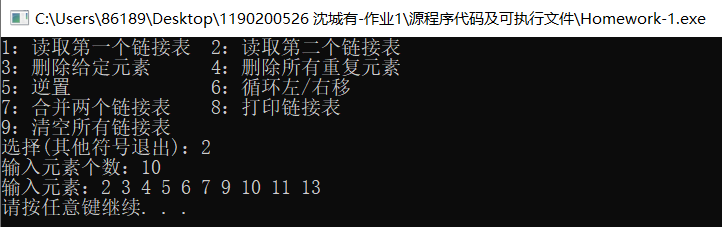 C:\Users\86189\Desktop\1190200526 沈城有-作业1\源程序代码及可执行文件\Homework-1.exe
1：读取第一个链接表  2：读取第二个链接表
3：删除给定元素      4：删除所有重复元素
5：逆置              6：循环左/右移
7：合并两个链接表    8：打印链接表
9：清空所有链接表
选择(其他符号退出)：2
输入元素个数：10
输入元素：2 3 4 5 6 7 9 10 11 13
请按任意键继续. . .